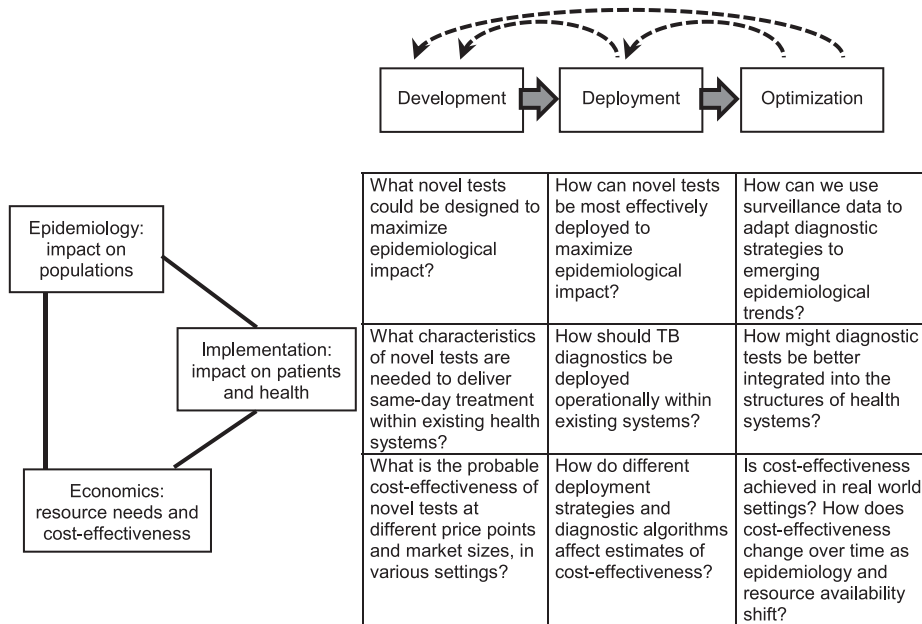 Development
Deployment
Optimization
Epidemiology:
impact on
populations
Implementation:
impact on patients
and health
Economics:
resource needs and
cost-effectiveness
What novel tests
could be designed to
maximize
epidemiological
impact?
How can novel tests
be most effectively
deployed to
maximize
epidemiological
impact?
How can we use
surveillance data to
adapt diagnostic
strategies to
emerging
epidemiological
trends?
What characteristics
of novel tests are
needed to deliver
same-day treatment
within existing health
systems?
How should TB
diagnostics be
deployed
operationally within
existing systems?
How might diagnostic
tests be better
integrated into the
structures of health
systems?
What is the probable
cost-effectiveness of
novel tests at
different price points
and market sizes, in
various settings?
How do different
deployment
strategies and
diagnostic algorithms
affect estimates of
cost-effectiveness?
Is cost-effectiveness
achieved in real world
settings? How does
cost-effectiveness
change over time as
epidemiology and
resource availability
shift?